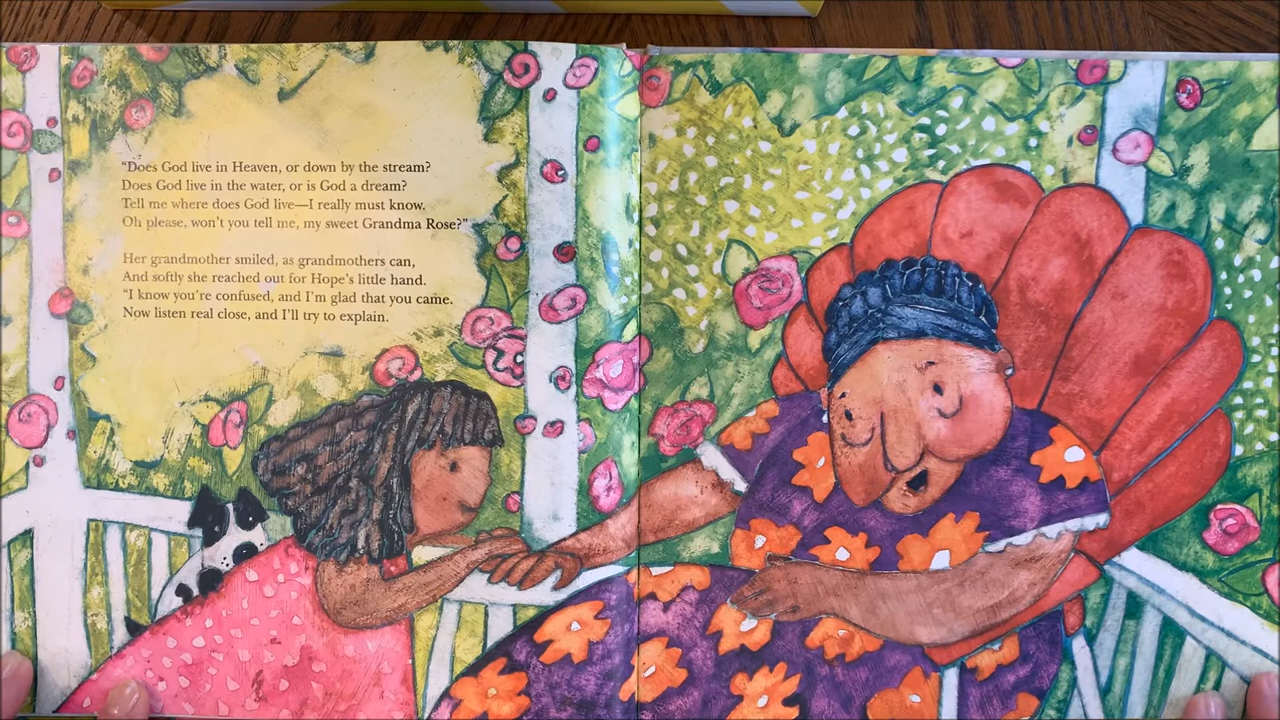 “Does God live in Heaven, or down by the stream?
Does God live in the water, or is God a dream?
Tell me where does God live—I really must know.
Oh please, won’t you tell me, my sweet Grandma Rose?”
Her grandmother smiled, as grandmothers can,
And softly she reached out for Hope’s little hand.
“I know you’re confused, and I’m glad that you came.
Now listen real close, and I’ll try to explain.